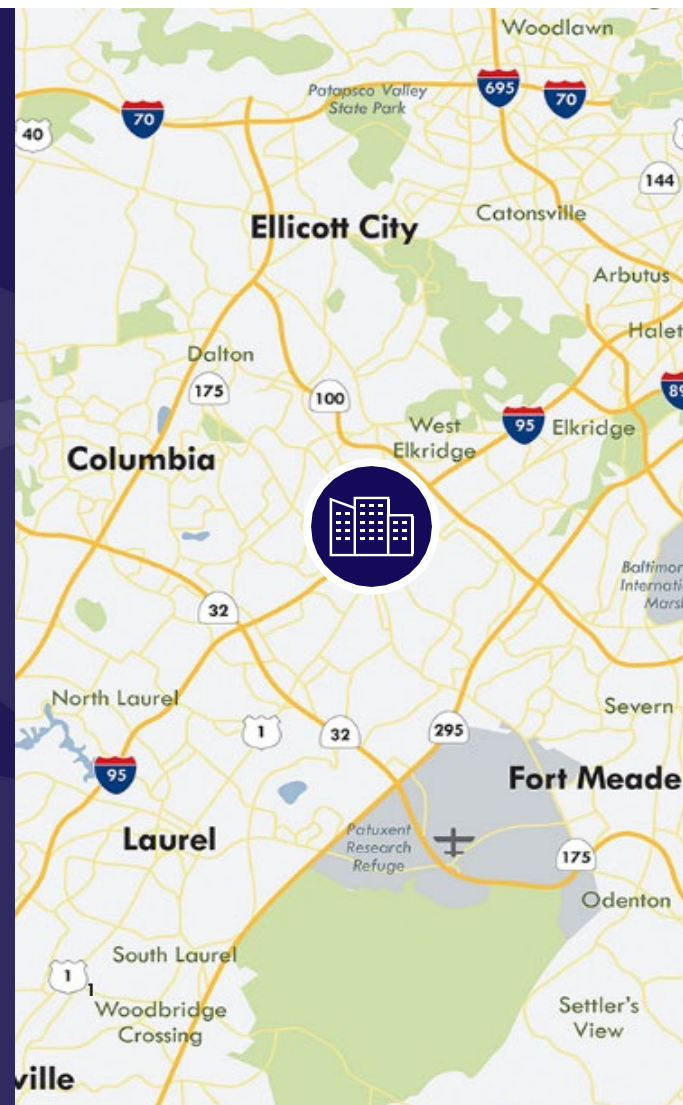 Woodlawn
Patapsco Valley
State Park
695
70
70
40
144
Ellicott City
Catonsville
Arbutus
Halet
Dalton
175
100
89
West
Elkridge
95
Elkridge
Columbia
Baltimor
Internati
Marsh
32
North Laurel
Severn
1
32
295
95
Fort Meade
Laurel
Patuxent
Research
Refuge
175
Odenton
South Laurel
1
1
Woodbridge
Crossing
Settler's
View
ville